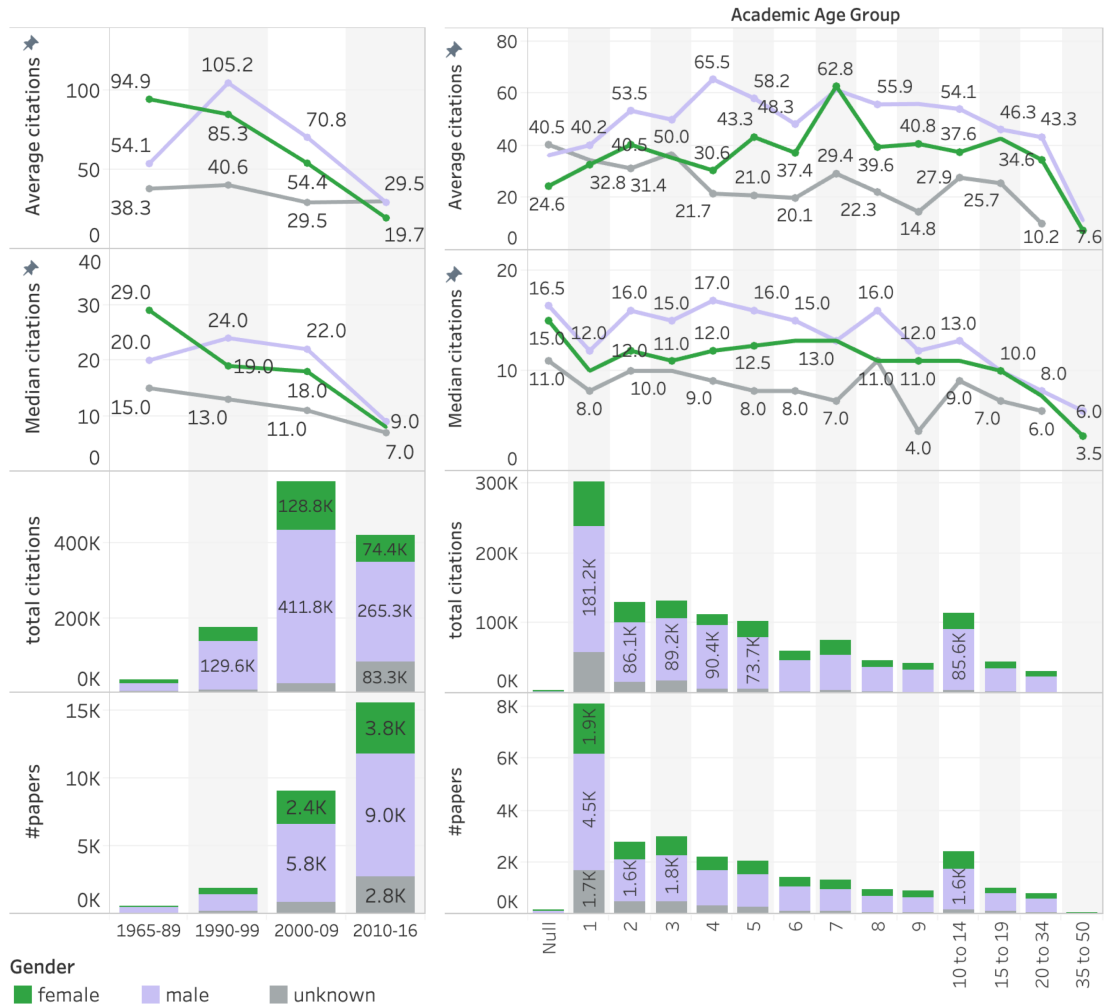 Academic Age Group
Average citations
100
50
0
94.9
54.1
38.3
105.2
85.3
40.6
70.8
54.4
29.5
29.5
19.7
Average citations
80
60
40
20
0
40.5
24.6
40.2
32.8
53.5
40.5
31.4
50.0
65.5
30.6
21.7
58.2
43.3
21.0
48.3
37.4
20.1
62.8
29.4
55.9
39.6
22.3
40.8
14.8
54.1
37.6
27.9
46.3
25.7
43.3
34.6
10.2
7.6
Median citations
40
30
20
10
0
29.0
20.0
15.0
24.0
19.0
13.0
22.0
18.0
11.0
9.0
7.0
Median citations
20
10
0
16.5
15.0
11.0
12.0
8.0
16.0
12.0
10.0
15.0
11.0
17.0
12.0
9.0
16.0
12.5
8.0
15.0
8.0
13.0
7.0
16.0
11.0
12.0
11.0
4.0
13.0
9.0
10.0
7.0
8.0
6.0
6.0
3.5
total citations
400K
200K
0K
129.6K
128.8K
411.8K
74.4K
265.3K
83.3K
total citations
300K
200K
100K
0K
181.2K
86.1K
89.2K
90.4K
73.7K
85.6K
#papers
15K
10K
5K
0K
2.4K
5.8K
3.8K
9.0K
2.8K
#papers
8K
6K
4K
2K
0K
1.9K
4.5K
1.7K
1.6K
1.8K
1.6K
1965-89
1990-99
2000-09
2010-16
Null
1
2
3
4
5
6
7
8
9
10 to 14
15 to 19
20 to 34
35 to 50
Gender
female
male
unknown